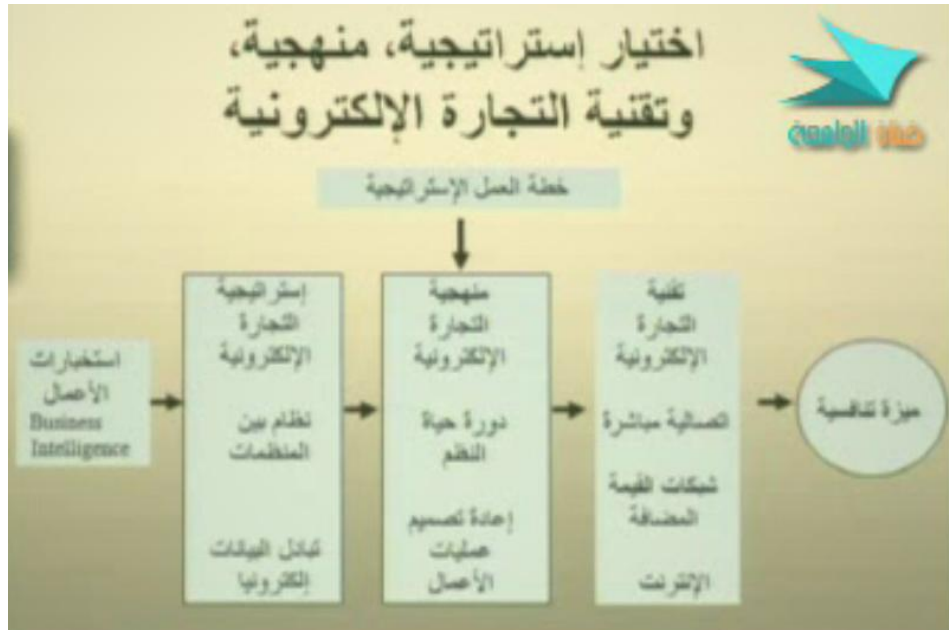 اختيار إستراتيجية، منهجية،
وتقنية التجارة الإلكترونية
خطة العمل الإستراتيجية
استخبارات
الأعمال
Business
Intelligence
إستراتيجية
التجارة
الإلكترونية
نظام بين
المنظمات
تبادل البيانات
إلكترونيا
منهجية
التجارة
الإلكترونية
دورة حياة
النظم
إعادة تصميم
عمليات
الأعمال
تقنية
التجارة
الإلكترونية
اتصالية مباشرة
شبكات القيمة
المضافة
الإنترنت
ميزة تنافسية